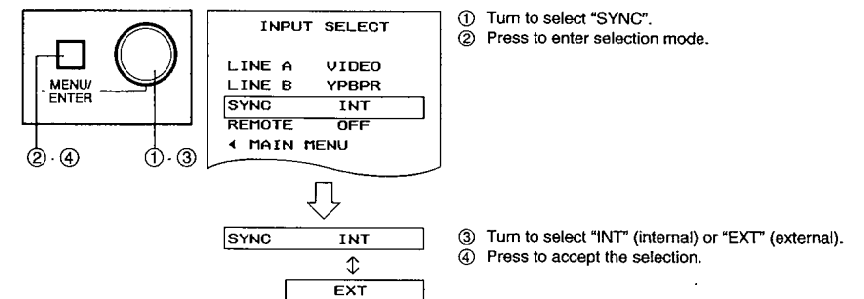 MENU/
ENTER
② · ④
① · ③
INPUT SELECT
LINE A VIDEO
LINE B YPBPR
SYNC INT
REMOTE OFF
◂ MAIN MENU
① Turn to select “SYNC”.
② Press to enter selection mode.
SYNC INT
EXT
③ Turn to select “INT” (internal) or “EXT” (external).
④ Press to accept the selection.